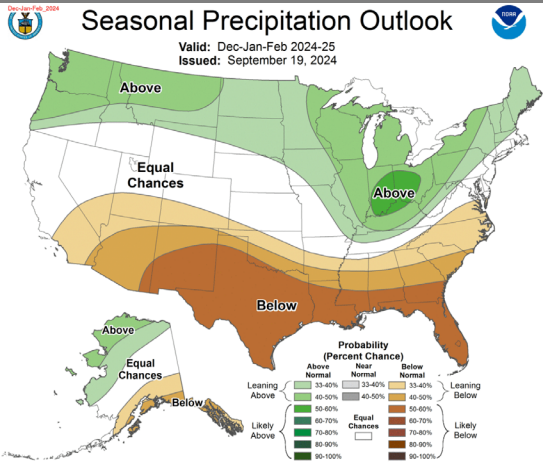 Dec-Jan-Feb_2024
Seasonal Precipitation Outlook
NOAA
Valid: Dec-Jan-Feb 2024-25
Issued: September 19, 2024
Above
Equal
Chances
Above
Below
Above
Equal
Chances
Below
Probability
(Percent Chance)
Above
Normal
Near
Normal
Below
Normal
Leaning
Above
33-40%
33-40%
33-40%
Leaning
Below
40-50%
40-50%
40-50%
Likely
Above
50-60%
Equal
Chances
50-60%
Likely
Below
60-70%
60-70%
70-80%
70-80%
80-90%
80-90%
90-100%
90-100%